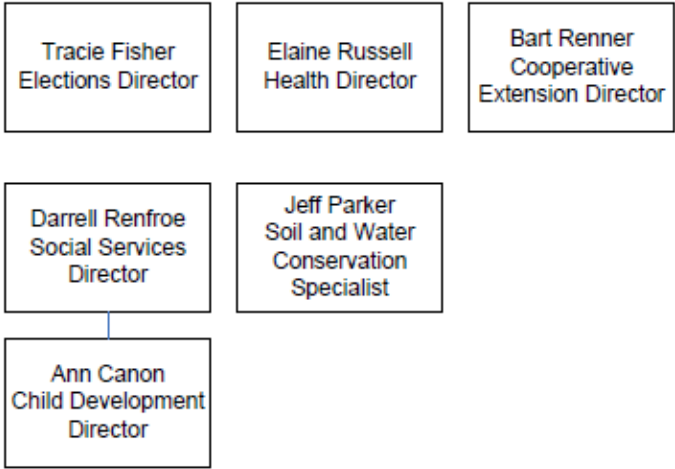 Tracie Fisher
Elections Director
Elaine Russell
Health Director
Bart Renner
Cooperative
Extension Director
Darrell Renfroe
Social Services
Director
Jeff Parker
Soil and Water
Conservation
Specialist
Ann Canon
Child Development
Director